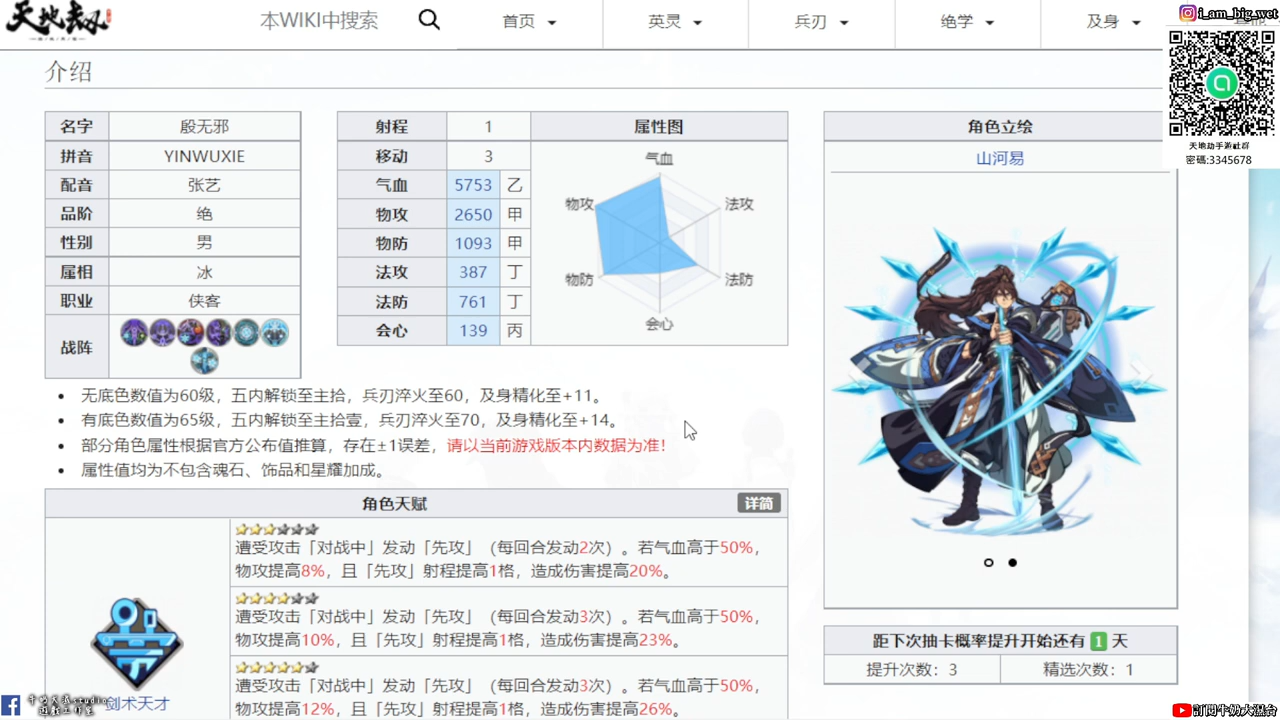 天地劫
本WIKI中搜索
首页
英灵
兵刃
绝学
及身
i_am_big_wet
天地劫手游社群
密碼:3345678
介绍
名字 殷无邪
拼音 YINWUXIE
配音 张艺
品阶 绝
性别 男
属相 冰
职业 侠客
战阵
射程 1 属性图
移动 3
气血 5753 乙
物攻 2650 甲
物防 1093 甲
法攻 387 丁
法防 761 丁
会心 139 丙
气血
物攻 法攻
物防 法防
会心
角色立绘
山河易
无底色数值为60级，五内解锁至主拾，兵刃淬火至60，及身精化至+11。
有底色数值为65级，五内解锁至主拾壹，兵刃淬火至70，及身精化至+14。
部分角色属性根据官方公布值推算，存在±1误差，请以当前游戏版本内数据为准！
属性值均为不包含魂石、饰品和星耀加成。
角色天赋 详简
遭受攻击「对战中」发动「先攻」（每回合发动2次）。若气血高于50%，
物攻提高8%，且「先攻」射程提高1格，造成伤害提高20%。
遭受攻击「对战中」发动「先攻」（每回合发动3次）。若气血高于50%，
物攻提高10%，且「先攻」射程提高1格，造成伤害提高23%。
遭受攻击「对战中」发动「先攻」（每回合发动3次）。若气血高于50%，
物攻提高12%，且「先攻」射程提高1格，造成伤害提高26%。
剑术天才
距下次抽卡概率提升开始还有 1 天
提升次数：3 精选次数：1
訂閱牛奶大混合